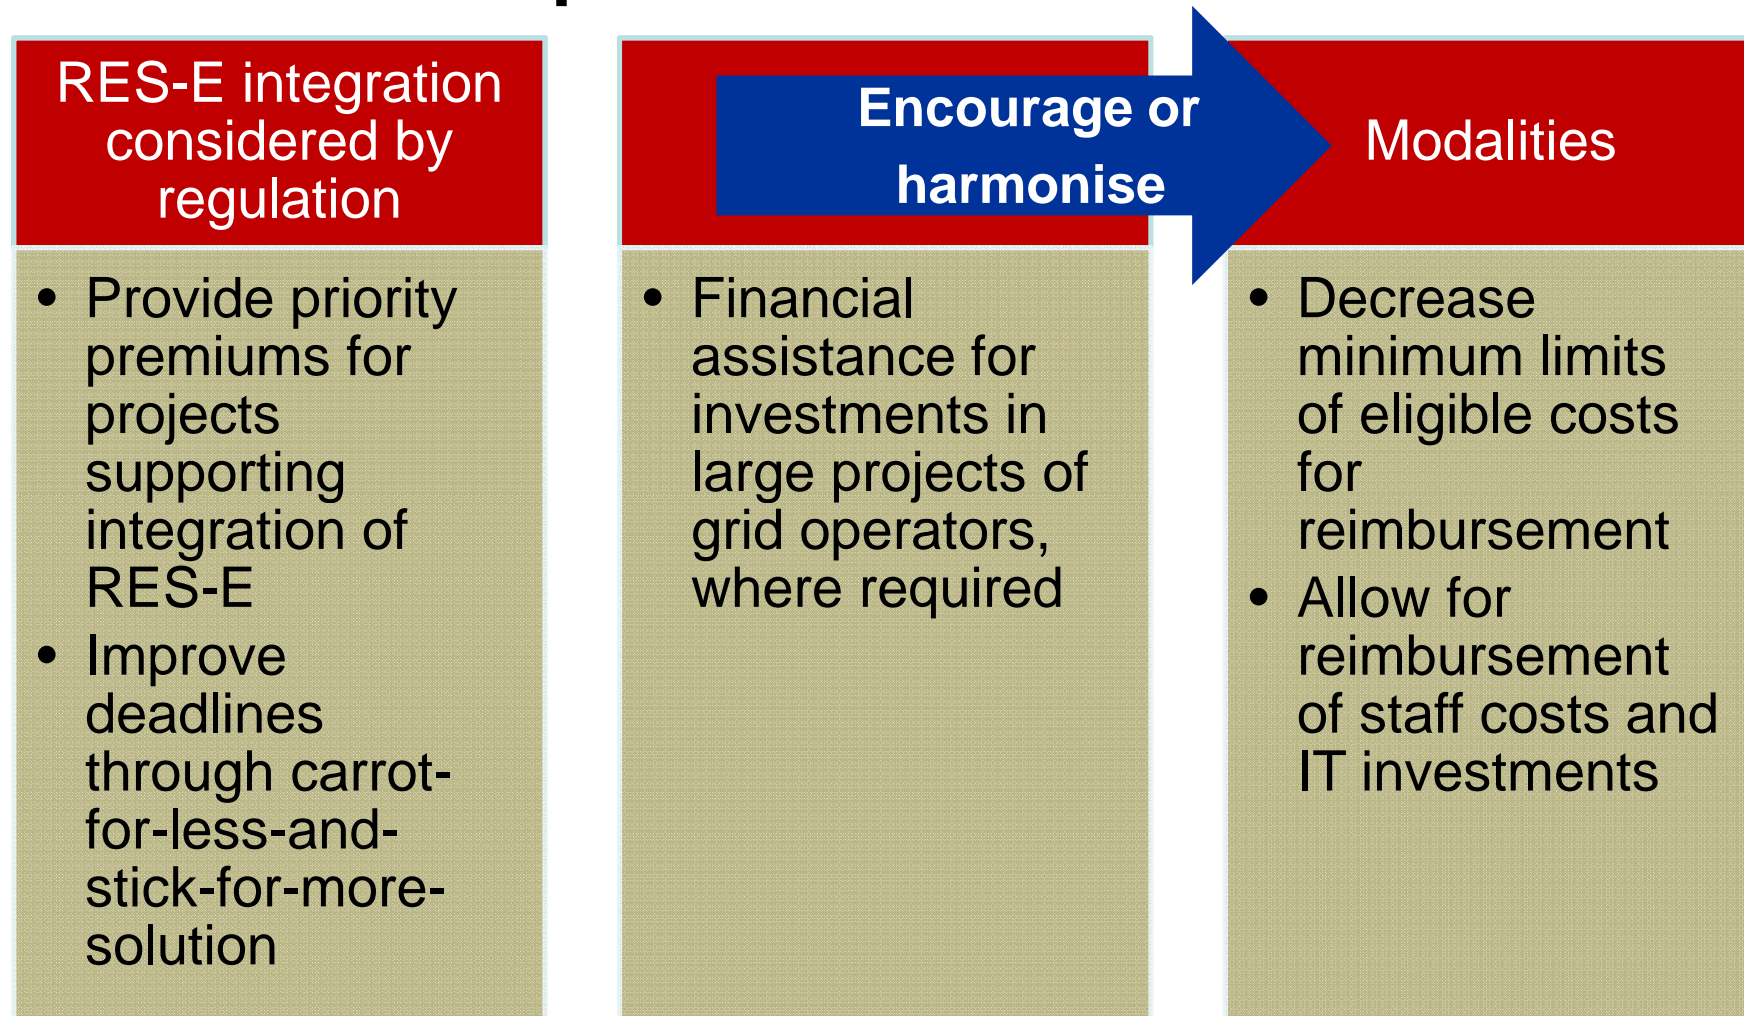 RES-E integration
considered by
regulation
• Provide priority
premiums for
projects
supporting
integration of
RES-E
• Improve
deadlines
through carrot-
for-less-and-
stick-for-more-
solution
Encourage or
harmonise
• Financial
assistance for
investments in
large projects of
grid operators,
where required
Modalities
• Decrease
minimum limits
of eligible costs
for
reimbursement
• Allow for
reimbursement
of staff costs and
IT investments